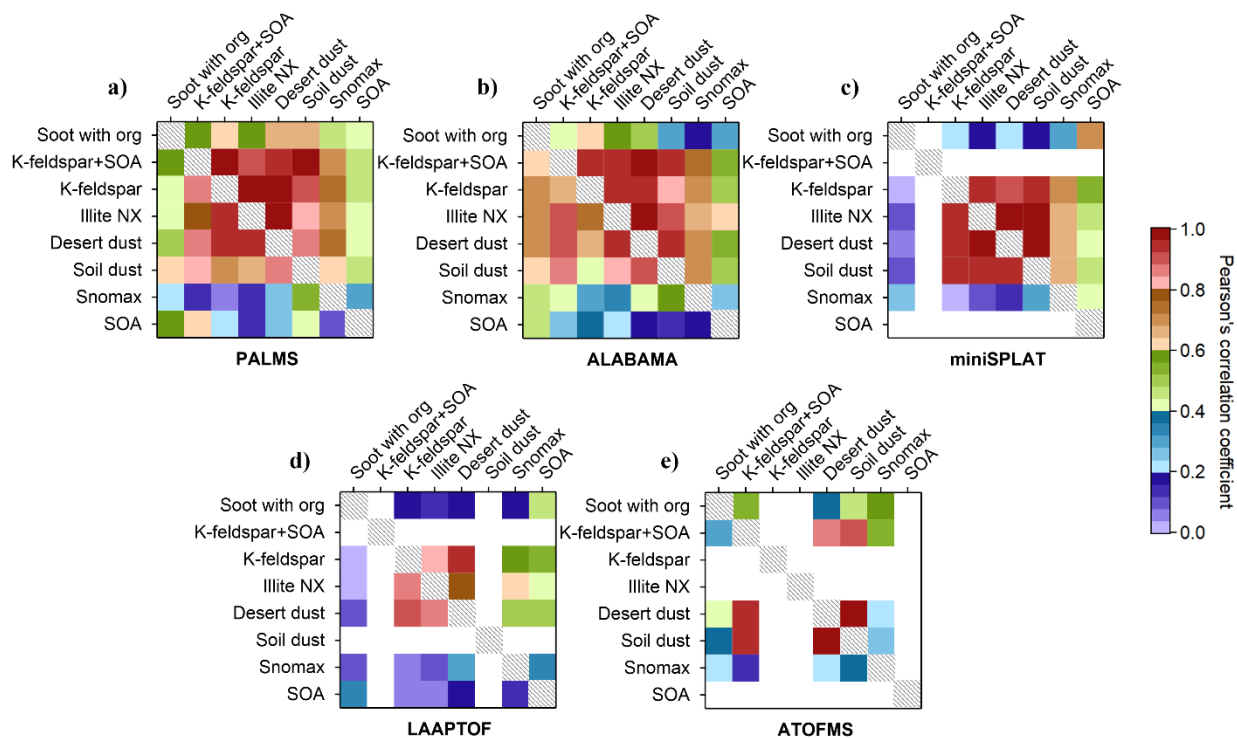 a)
Soot with org
K-feldspar+SOA
K-feldspar
Illite NX
Desert dust
Soil dust
Snomax
SOA
Soot with org
K-feldspar+SOA
K-feldspar
Illite NX
Desert dust
Soil dust
Snomax
SOA
PALMS
b)
Soot with org
K-feldspar+SOA
K-feldspar
Illite NX
Desert dust
Soil dust
Snomax
SOA
Soot with org
K-feldspar+SOA
K-feldspar
Illite NX
Desert dust
Soil dust
Snomax
SOA
ALABAMA
c)
Soot with org
K-feldspar+SOA
K-feldspar
Illite NX
Desert dust
Soil dust
Snomax
SOA
Soot with org
K-feldspar+SOA
K-feldspar
Illite NX
Desert dust
Soil dust
Snomax
SOA
miniSPLAT
d)
Soot with org
K-feldspar+SOA
K-feldspar
Illite NX
Desert dust
Soil dust
Snomax
SOA
Soot with org
K-feldspar+SOA
K-feldspar
Illite NX
Desert dust
Soil dust
Snomax
SOA
LAAPTOF
e)
Soot with org
K-feldspar+SOA
K-feldspar
Illite NX
Desert dust
Soil dust
Snomax
SOA
Soot with org
K-feldspar+SOA
K-feldspar
Illite NX
Desert dust
Soil dust
Snomax
SOA
ATOFMS
1.0
0.8
0.6
0.4
0.2
0.0
Pearson's correlation coefficient